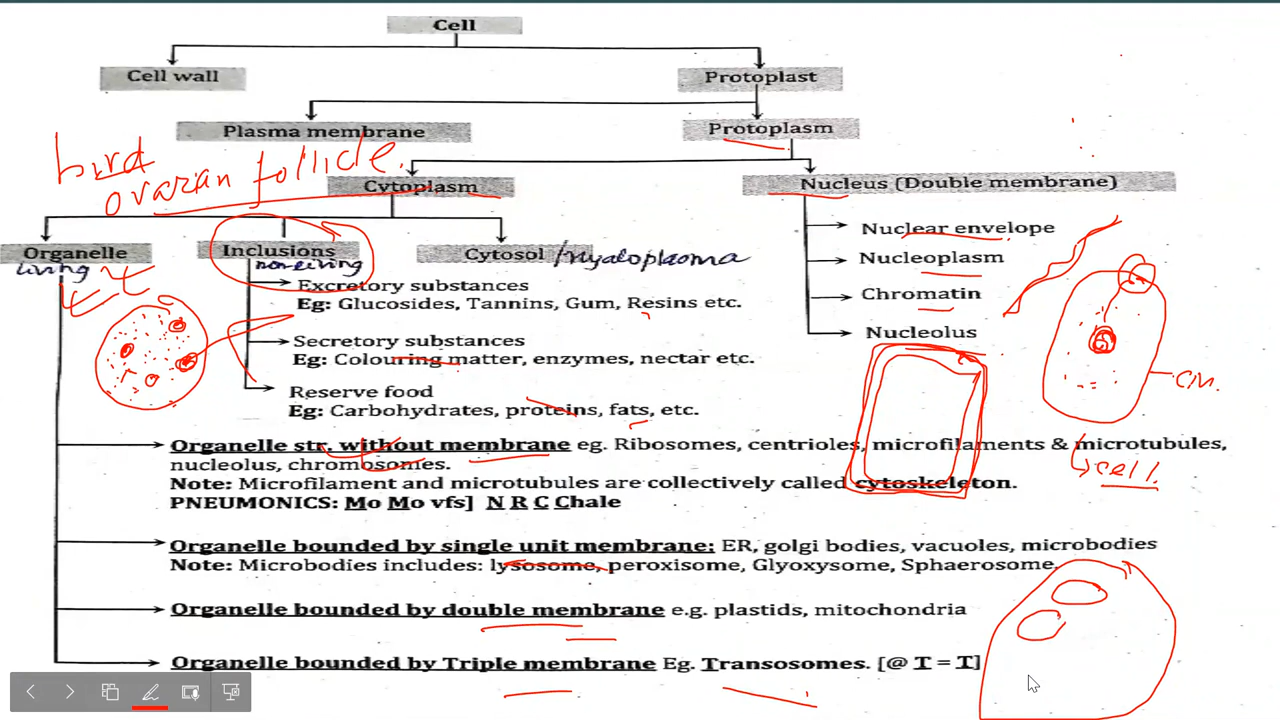 Cell
Cell wall
Protoplast
Plasma membrane
Protoplasm
bird
ovarian follicle.
Cytoplasm
Nucleus (Double membrane)
Organelle
living
Inclusions
non-living
Cytosol /Hyaloplasma
Nuclear envelope
Nucleoplasm
Chromatin
Nucleolus
Excretory substances
Eg: Glucosides, Tannins, Gum, Resins etc.
Secretory substances
Eg: Colouring matter, enzymes, nectar etc.
Reserve food
Eg: Carbohydrates, proteins, fats, etc.
cell.
Organelle str. without membrane eg. Ribosomes, centrioles, microfilaments & microtubules,
nucleolus, chromosomes.
Note: Microfilament and microtubules are collectively called cytoskeleton.
PNEUMONICS: Mo Mo vfs] N R C Chale
Organelle bounded by single unit membrane: ER, golgi bodies, vacuoles, microbodies
Note: Microbodies includes: lysosome, peroxisome, Glyoxysome, Sphaerosome.
Organelle bounded by double membrane e.g. plastids, mitochondria
Organelle bounded by Triple membrane Eg. Transosomes. [@ T = T]